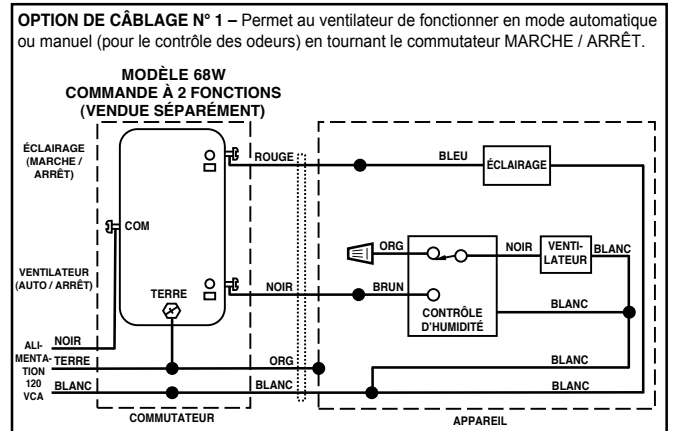 OPTION DE CÂBLAGE N° 1 – Permet au ventilateur de fonctionner en mode automatique
ou manuel (pour le contrôle des odeurs) en tournant le commutateur MARCHE / ARRÊT.
MODÈLE 68W
COMMANDE À 2 FONCTIONS
(VENDUE SÉPARÉMENT)
ÉCLAIRAGE
(MARCHE /
ARRÊT)
ROUGE
BLEU
ÉCLAIRAGE
COM
ORG
NOIR
VENTI-
LATEUR
BLANC
VENTILATEUR
(AUTO / ARRÊT)
TERRE
NOIR
BRUN
CONTRÔLE
D'HUMIDITÉ
BLANC
ALI-
MENTA-
TION
120
VCA
NOIR
TERRE
BLANC
ORG
BLANC
BLANC
BLANC
COMMUTATEUR
APPAREIL